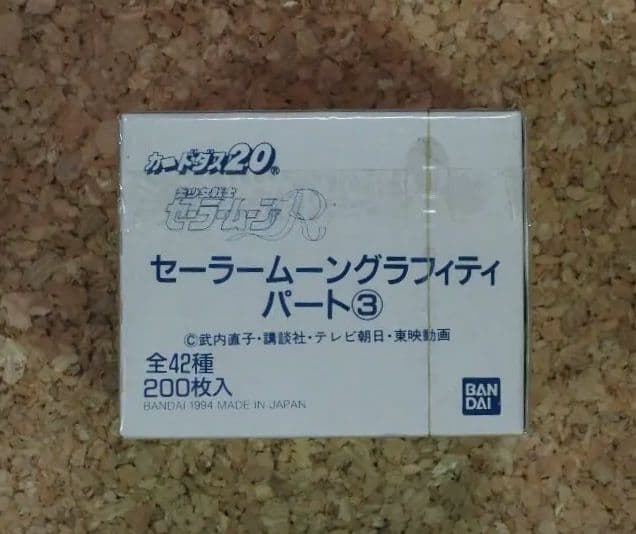 カードダス20®
美少女戦士
セーラームーンR
セーラームーングラフィティ
パート③
©武内直子・講談社・テレビ朝日・東映動画
全42種
200枚入
BANDAI 1994 MADE IN JAPAN
BAN
DAI